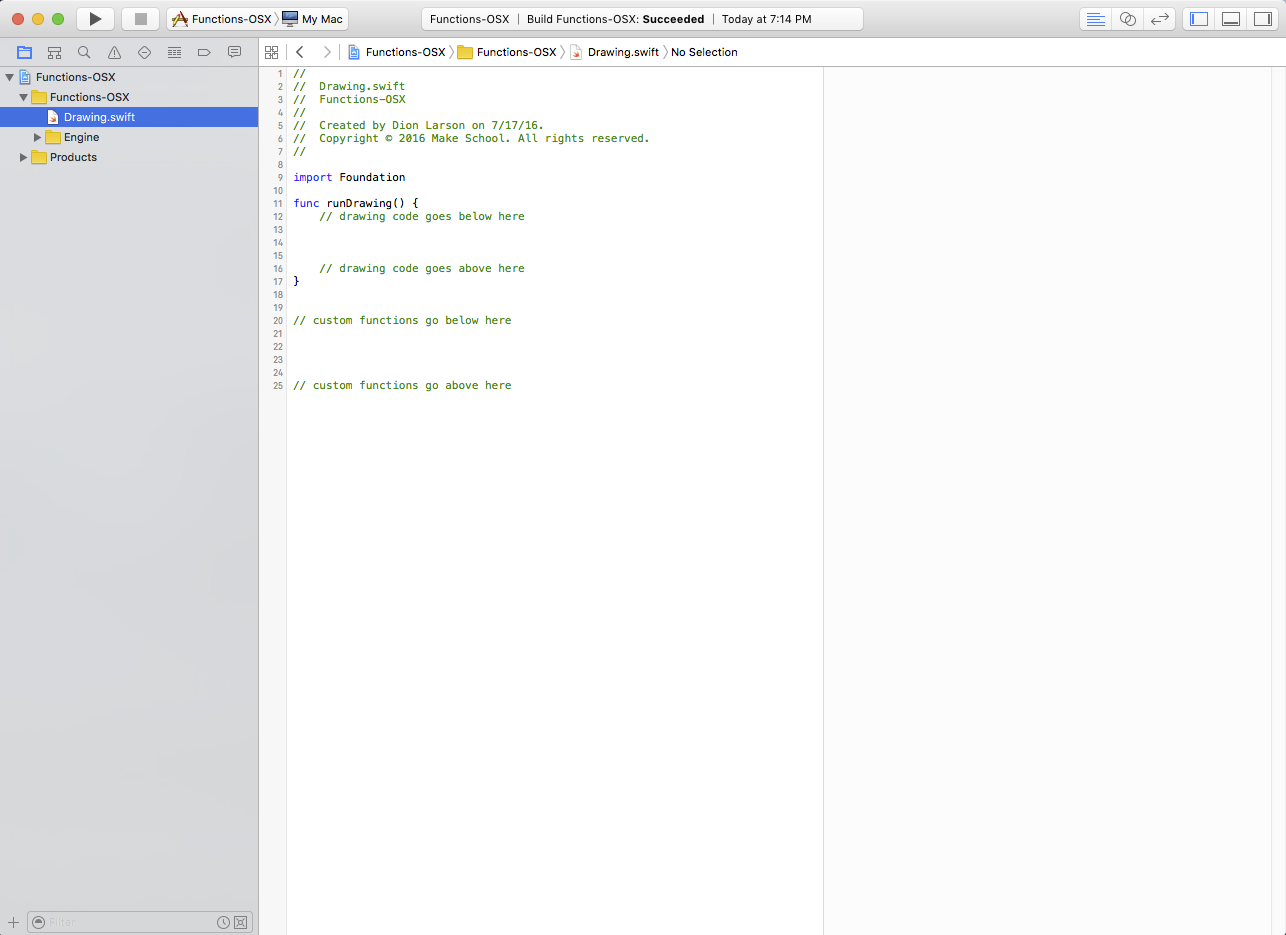 Functions-OSX My Mac
Functions-OSX | Build Functions-OSX: Succeeded | Today at 7:14 PM
Functions-OSX Functions-OSX Drawing.swift No Selection
Functions-OSX
Functions-OSX
Drawing.swift
Engine
Products
Filter
1 //
2 //  Drawing.swift
3 //  Functions-OSX
4 //
5 //  Created by Dion Larson on 7/17/16.
6 //  Copyright © 2016 Make School. All rights reserved.
7 //
8
9 import Foundation
10
11 func runDrawing() {
12     // drawing code goes below here
13
14
15
16     // drawing code goes above here
17 }
18
19
20 // custom functions go below here
21
22
23
24
25 // custom functions go above here